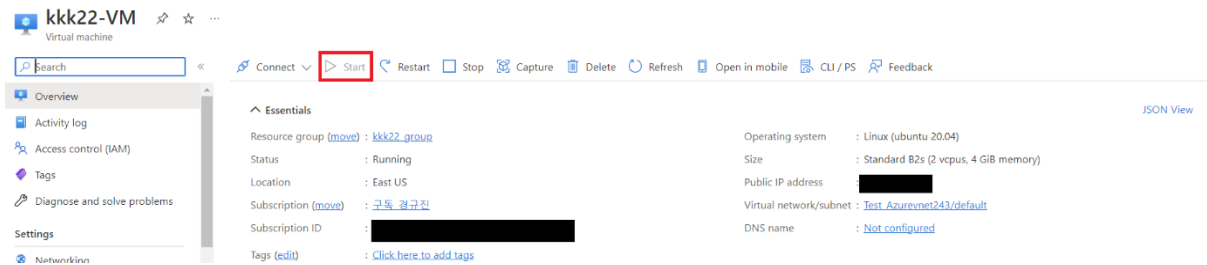 kkk22-VM
Virtual machine
Search
Connect Start Restart Stop Capture Delete Refresh Open in mobile CLI / PS Feedback
Overview
Activity log
Access control (IAM)
Tags
Diagnose and solve problems
Settings
Networking
Essentials
JSON View
Resource group (move) : kkk22_group
Status : Running
Location : East US
Subscription (move) : 구독_경규진
Subscription ID :
Tags (edit) : Click here to add tags
Operating system : Linux (ubuntu 20.04)
Size : Standard B2s (2 vcpus, 4 GiB memory)
Public IP address :
Virtual network/subnet : Test_Azurevnet243/default
DNS name : Not configured